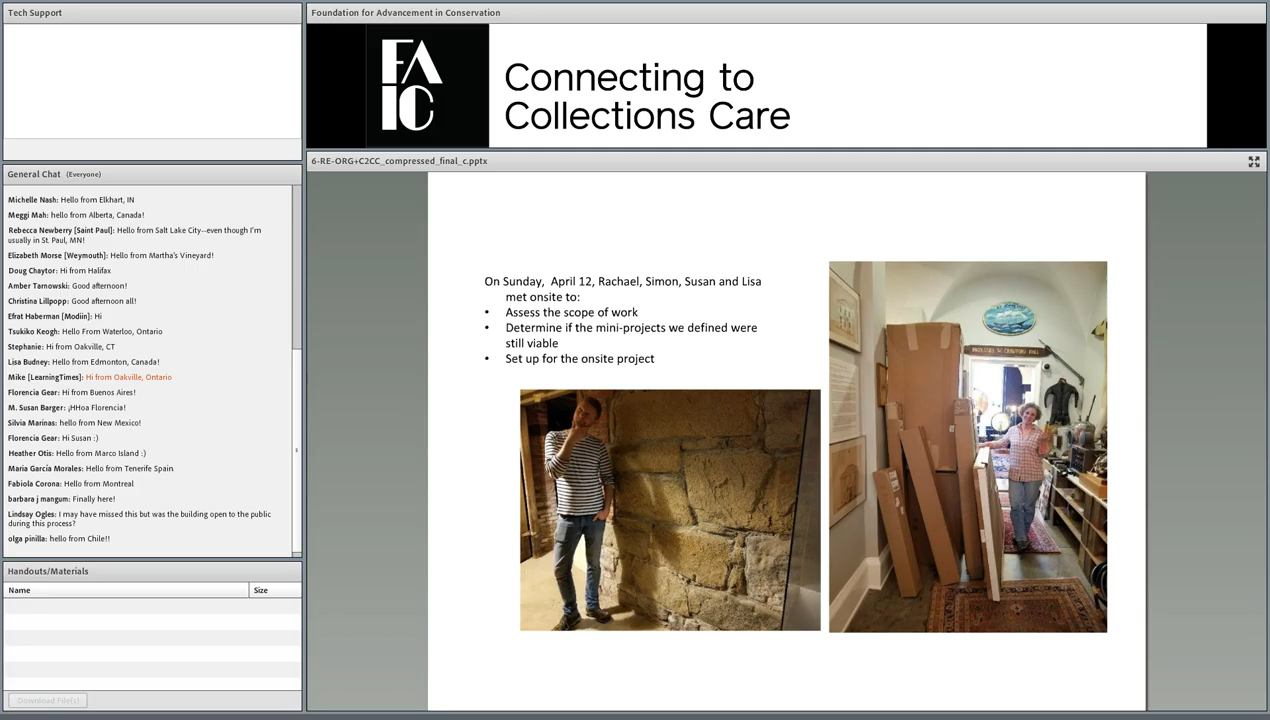 Tech Support
General Chat (Everyone)
Michelle Nash: Hello from Elkhart, IN
Meggi Mah: hello from Alberta, Canada!
Rebecca Newberry [Saint Paul]: Hello from Salt Lake City--even though I'm
usually in St. Paul, MN!
Elizabeth Morse [Weymouth]: Hello from Martha's Vineyard!
Doug Chaytor: Hi from Halifax
Amber Tarnowski: Good afternoon!
Christina Lillpopp: Good afternoon all!
Efrat Haberman [Modiin]: Hi
Tsukiko Keogh: Hello From Waterloo, Ontario
Stephanie: Hi from Oakville, CT
Lisa Budney: Hello from Edmonton, Canada!
Mike [LearningTimes]: Hi from Oakville, Ontario
Florencia Gear: Hi from Buenos Aires!
M. Susan Barger: ¡HHoa Florencia!
Silvia Marinas: hello from New Mexico!
Florencia Gear: Hi Susan :)
Heather Otis: Hello from Marco Island :)
Maria García Morales: Hello from Tenerife Spain
Fabiola Corona: Hello from Montreal
barbara j mangum: Finally here!
Lindsay Ogles: I may have missed this but was the building open to the public
during this process?
olga pinilla: hello from Chile!!
Handouts/Materials
Name Size
Download File(s)
Foundation for Advancement in Conservation
FA
IC
Connecting to
Collections Care
6-RE-ORG+C2CC_compressed_final_c.pptx
On Sunday, April 12, Rachael, Simon, Susan and Lisa
met onsite to:
• Assess the scope of work
• Determine if the mini-projects we defined were
still viable
• Set up for the onsite project